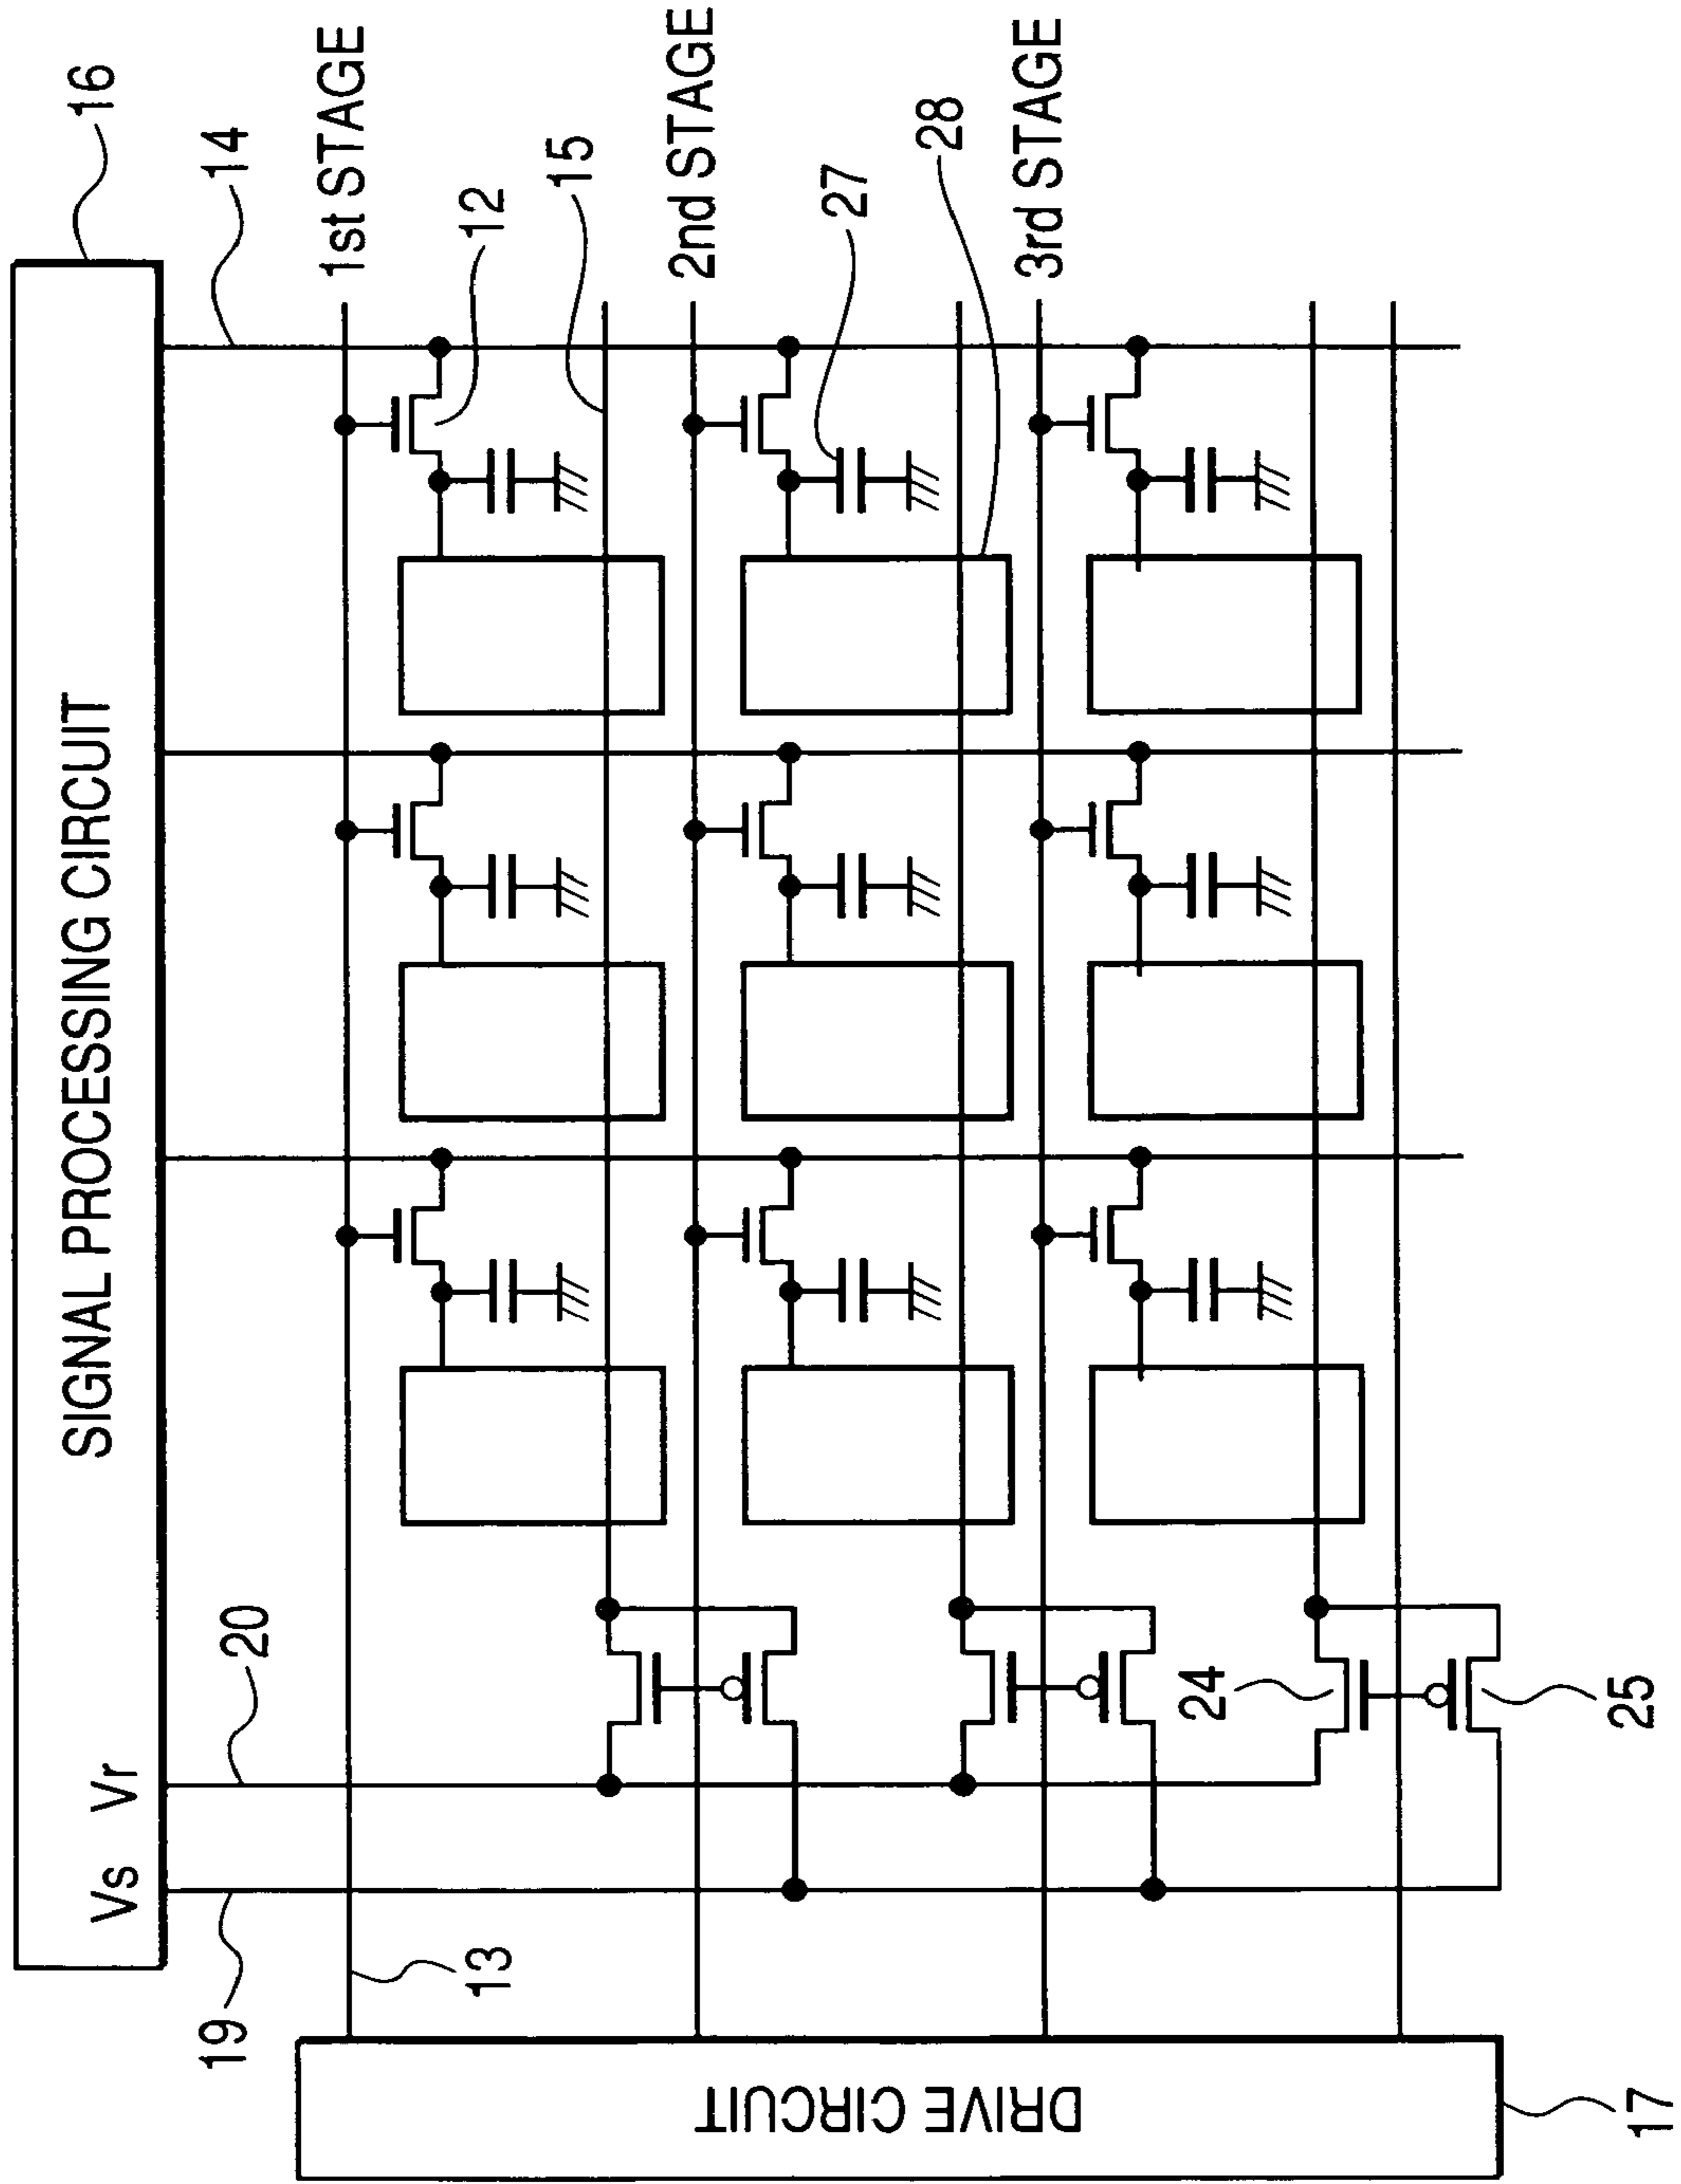 SIGNAL PROCESSING CIRCUIT
16
Vs
Vr
19
20
14
1st STAGE
13
12
15
2nd STAGE
27
28
3rd STAGE
24
25
DRIVE CIRCUIT
17